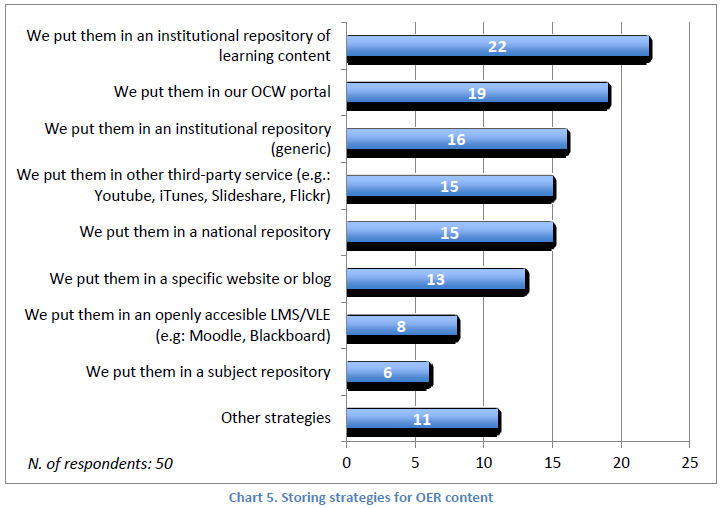 We put them in an institutional repository of
learning content
22
We put them in our OCW portal
19
We put them in an institutional repository
(generic)
16
We put them in other third-party service (e.g.:
Youtube, iTunes, Slideshare, Flickr)
15
We put them in a national repository
15
We put them in a specific website or blog
13
We put them in an openly accesible LMS/VLE
(e.g: Moodle, Blackboard)
8
We put them in a subject repository
6
Other strategies
11
N. of respondents: 50
0 5 10 15 20 25
Chart 5. Storing strategies for OER content